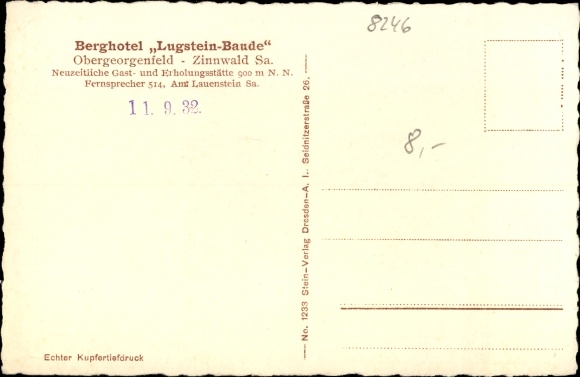 8246
Berghotel „Lugstein-Baude“
Obergeorgenfeld - Zinnwald Sa.
Neuzeitliche Gast- und Erholungsstätte 900 m N. N.
Fernsprecher 514, Amt Lauenstein Sa.
11. 9. 32.
8,-
No. 1233 Stein-Verlag Dresden-A, I., Seidnitzerstraße 26.
Echter Kupfertiefdruck